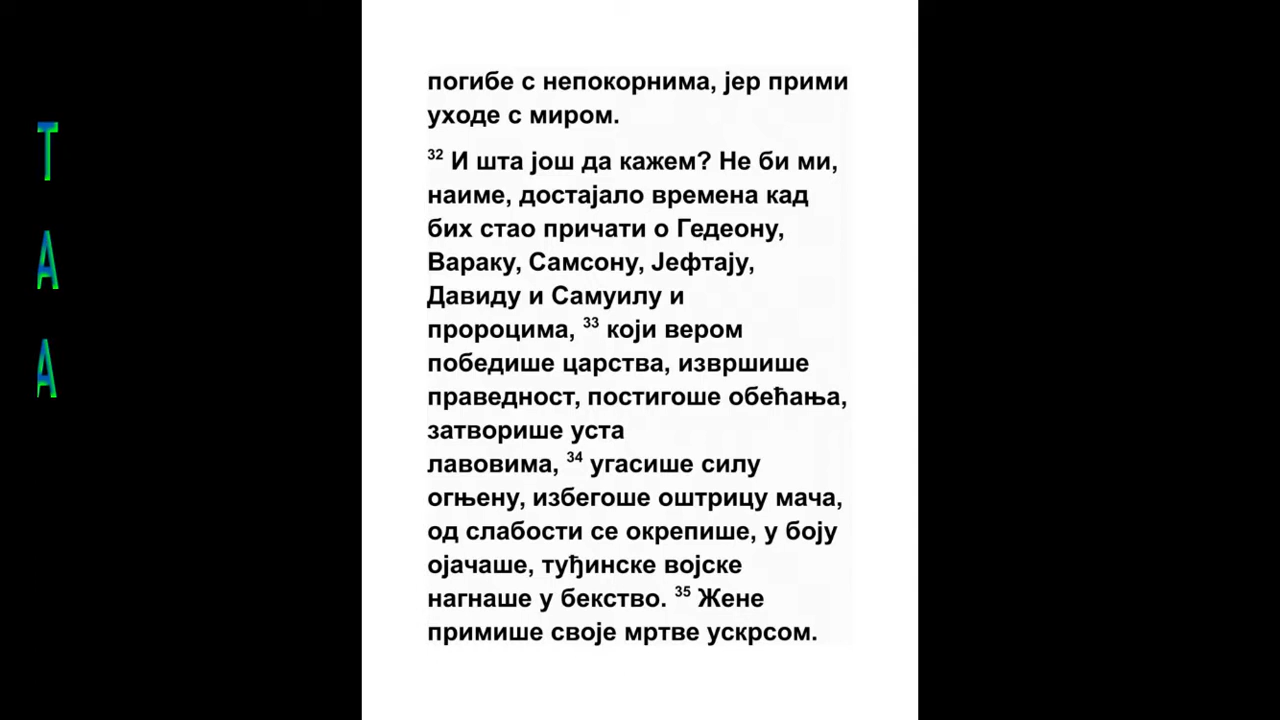 Т
А
А
погибе с непокорнима, јер прими
уходе с миром.
32 И шта још да кажем? Не би ми,
наиме, достајало времена кад
бих стао причати о Гедеону,
Вараку, Самсону, Јефтају,
Давиду и Самуилу и
пророцима, 33 који вером
победише царства, извршише
праведност, постигоше обећања,
затворише уста
лавовима, 34 угасише силу
огњену, избегоше оштрицу мача,
од слабости се окрепише, у боју
ојачаше, туђинске војске
нагнаше у бекство. 35 Жене
примише своје мртве ускрсом.